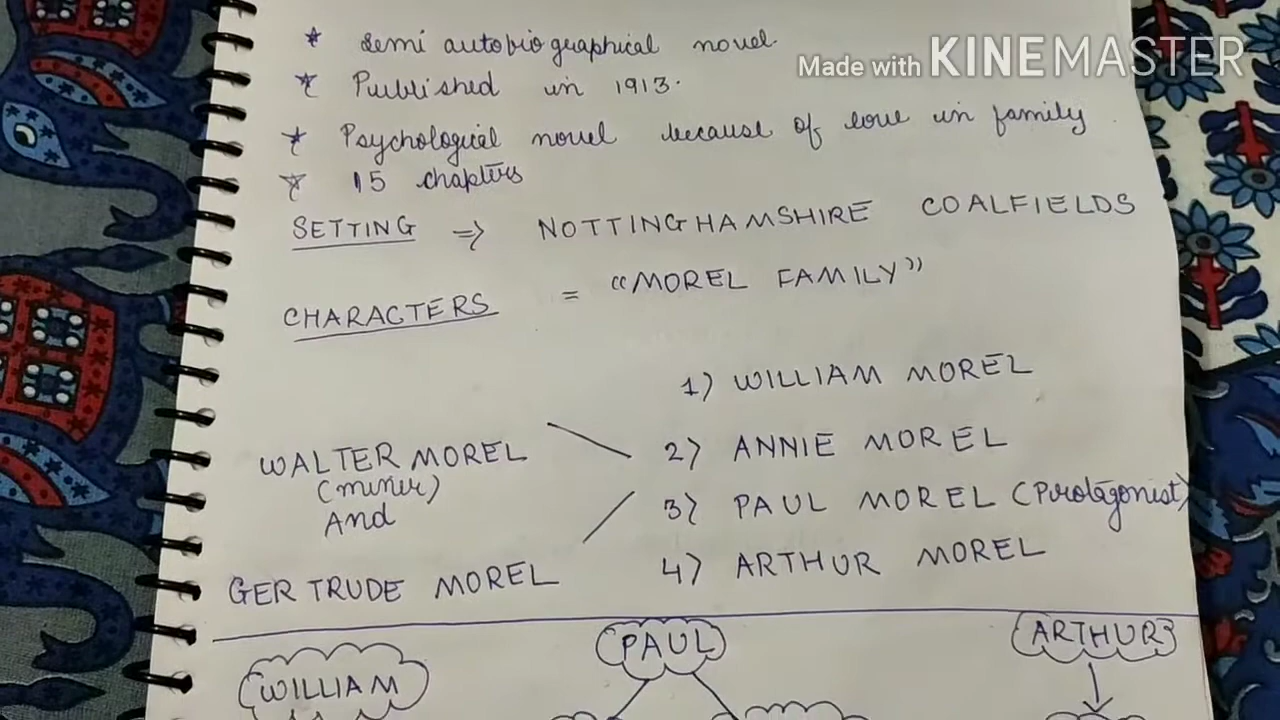 Made with KINEMASTER
* Semi autobiographical novel.
* Published in 1913.
* Psychological novel because of love in family.
* 15 chapters
SETTING ⇒ NOTTINGHAMSHIRE COALFIELDS
CHARACTERS = "MOREL FAMILY"
WALTER MOREL
(miner)
And
GERTRUDE MOREL
1) WILLIAM MOREL
2) ANNIE MOREL
3) PAUL MOREL (Protagonist)
4) ARTHUR MOREL
WILLIAM
PAUL
ARTHUR